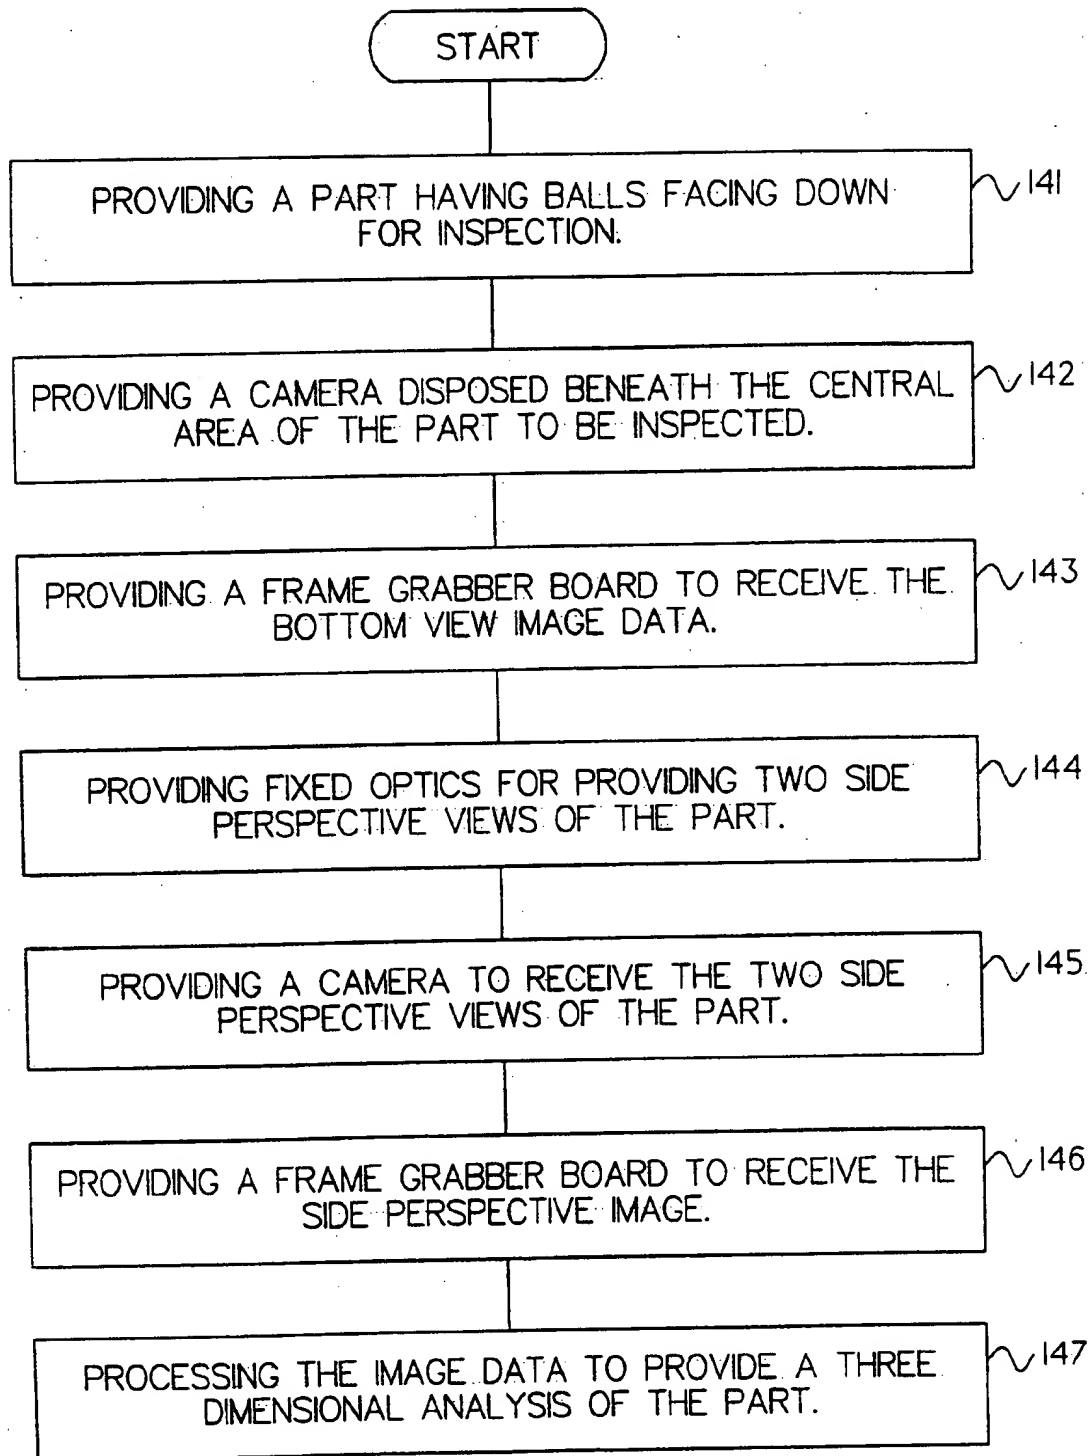 START
PROVIDING A PART HAVING BALLS FACING DOWN
FOR INSPECTION.
141
PROVIDING A CAMERA DISPOSED BENEATH THE CENTRAL
AREA OF THE PART TO BE INSPECTED.
142
PROVIDING A FRAME GRABBER BOARD TO RECEIVE THE
BOTTOM VIEW IMAGE DATA.
143
PROVIDING FIXED OPTICS FOR PROVIDING TWO SIDE
PERSPECTIVE VIEWS OF THE PART.
144
PROVIDING A CAMERA TO RECEIVE THE TWO SIDE
PERSPECTIVE VIEWS OF THE PART.
145
PROVIDING A FRAME GRABBER BOARD TO RECEIVE THE
SIDE PERSPECTIVE IMAGE.
146
PROCESSING THE IMAGE DATA TO PROVIDE A THREE
DIMENSIONAL ANALYSIS OF THE PART.
147